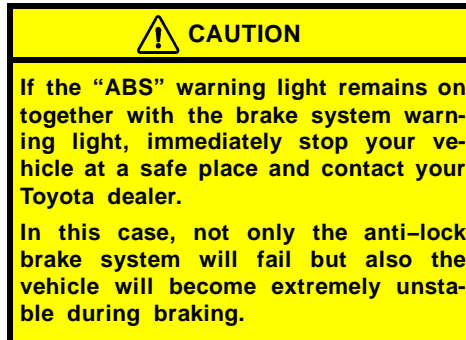 CAUTION
If the “ABS” warning light remains on
together with the brake system warn-
ing light, immediately stop your ve-
hicle at a safe place and contact your
Toyota dealer.
In this case, not only the anti–lock
brake system will fail but also the
vehicle will become extremely unsta-
ble during braking.